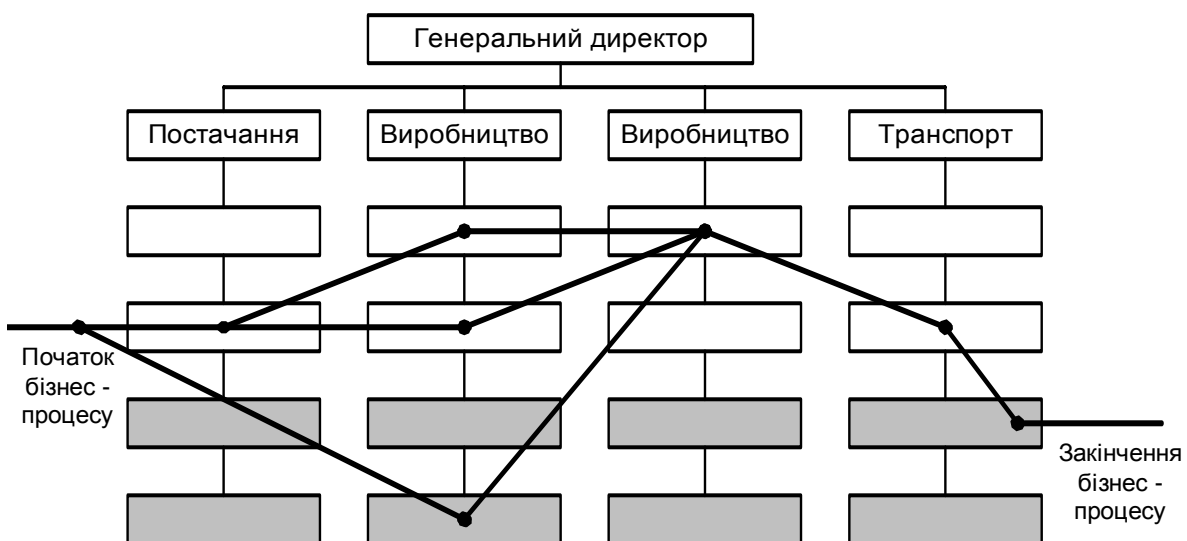 Генеральний директор
Постачання
Виробництво
Виробництво
Транспорт
Початок
бізнес -
процесу
Закінчення
бізнес -
процесу